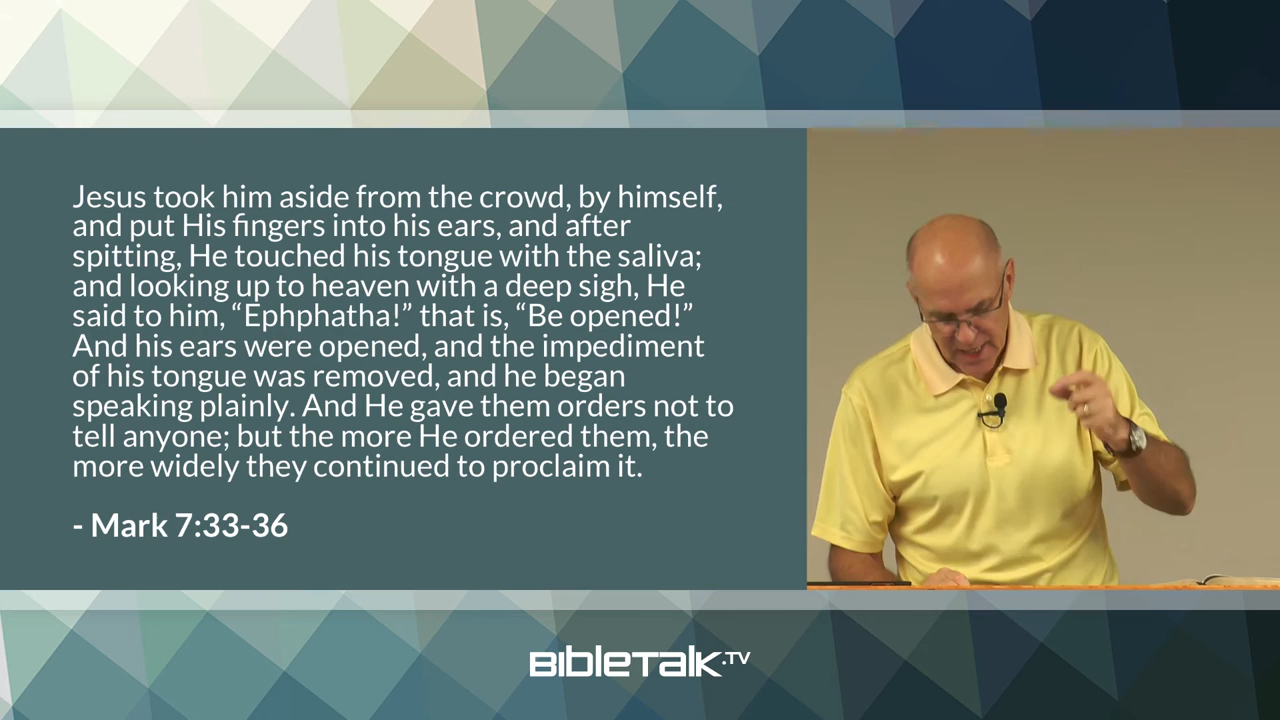 Jesus took him aside from the crowd, by himself,
and put His fingers into his ears, and after
spitting, He touched his tongue with the saliva;
and looking up to heaven with a deep sigh, He
said to him, “Ephphatha!” that is, “Be opened!”
And his ears were opened, and the impediment
of his tongue was removed, and he began
speaking plainly. And He gave them orders not to
tell anyone; but the more He ordered them, the
more widely they continued to proclaim it.
- Mark 7:33-36
BIBLETALK.TV